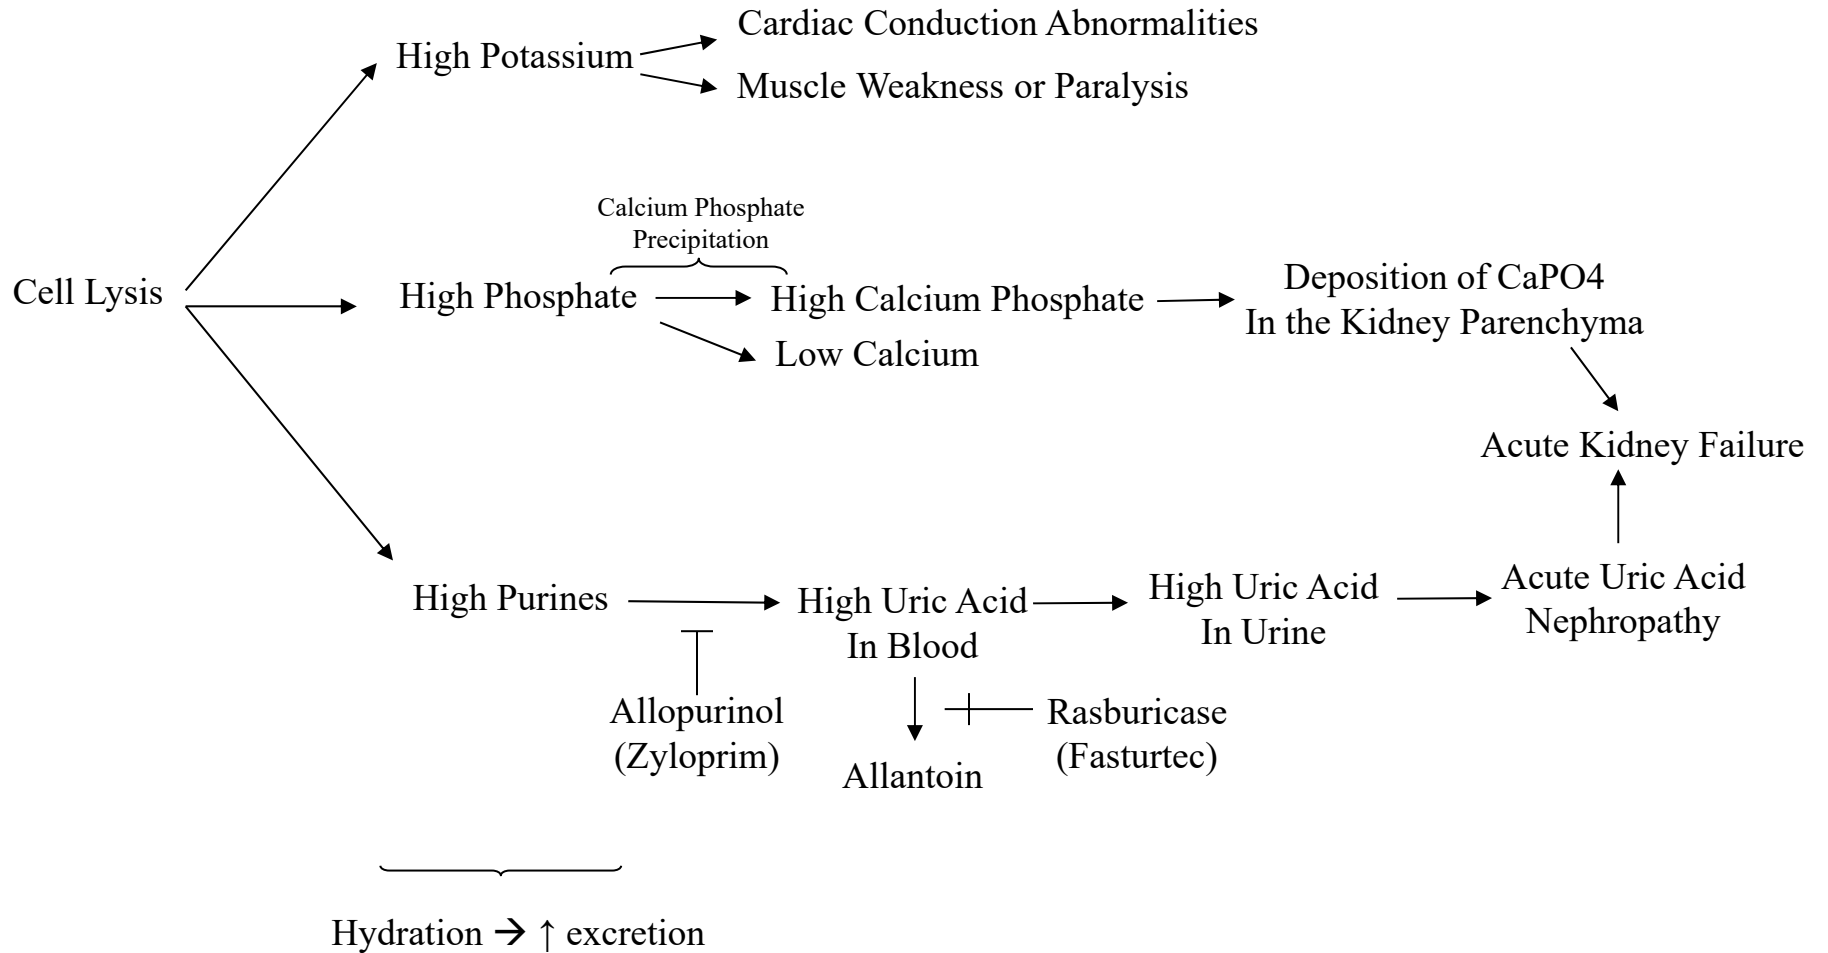 Cardiac Conduction Abnormalities
High Potassium
Muscle Weakness or Paralysis
Calcium Phosphate
Precipitation
Cell Lysis
High Phosphate
High Calcium Phosphate
Low Calcium
Deposition of CaPO4
In the Kidney Parenchyma
Acute Kidney Failure
High Purines
High Uric Acid
In Blood
High Uric Acid
In Urine
Acute Uric Acid
Nephropathy
Allopurinol
(Zyloprim)
Rasburicase
(Fasturtec)
Allantoin
Hydration → ↑ excretion